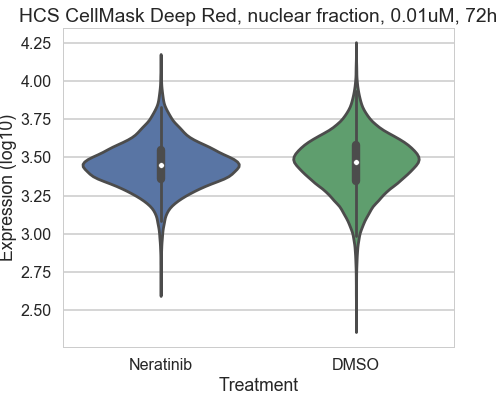 HCS CellMask Deep Red, nuclear fraction, 0.01uM, 72h
4.25
4.00
3.75
3.50
3.25
3.00
2.75
2.50
Expression (log10)
Neratinib
DMSO
Treatment